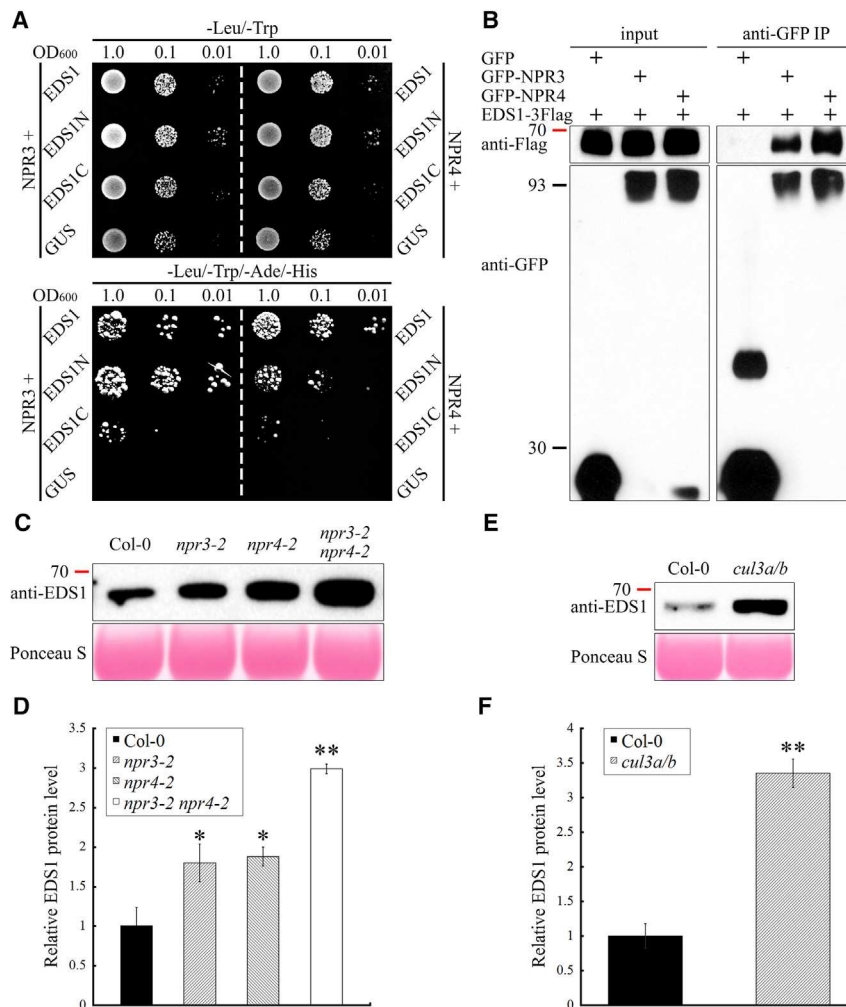 A
-Leu/-Trp
OD600 1.0 0.1 0.01 1.0 0.1 0.01
NPR3 +
EDS1 EDS1
EDS1N EDS1N
EDS1C EDS1C
GUS GUS
NPR4 +
-Leu/-Trp/-Ade/-His
OD600 1.0 0.1 0.01 1.0 0.1 0.01
NPR3 +
EDS1 EDS1
EDS1N EDS1N
EDS1C EDS1C
GUS GUS
NPR4 +
B
input anti-GFP IP
GFP + +
GFP-NPR3 + +
GFP-NPR4 + +
EDS1-3Flag + + + + + +
70
anti-Flag
93
anti-GFP
30
C
Col-0 npr3-2 npr4-2 npr3-2 npr4-2
70
anti-EDS1
Ponceau S
E
Col-0 cul3a/b
70
anti-EDS1
Ponceau S
D
Relative EDS1 protein level
3.5
3
2.5
2
1.5
1
0.5
0
Col-0
npr3-2
npr4-2
npr3-2 npr4-2
* * **
F
Relative EDS1 protein level
4
3.5
3
2.5
2
1.5
1
0.5
0
Col-0
cul3a/b
**